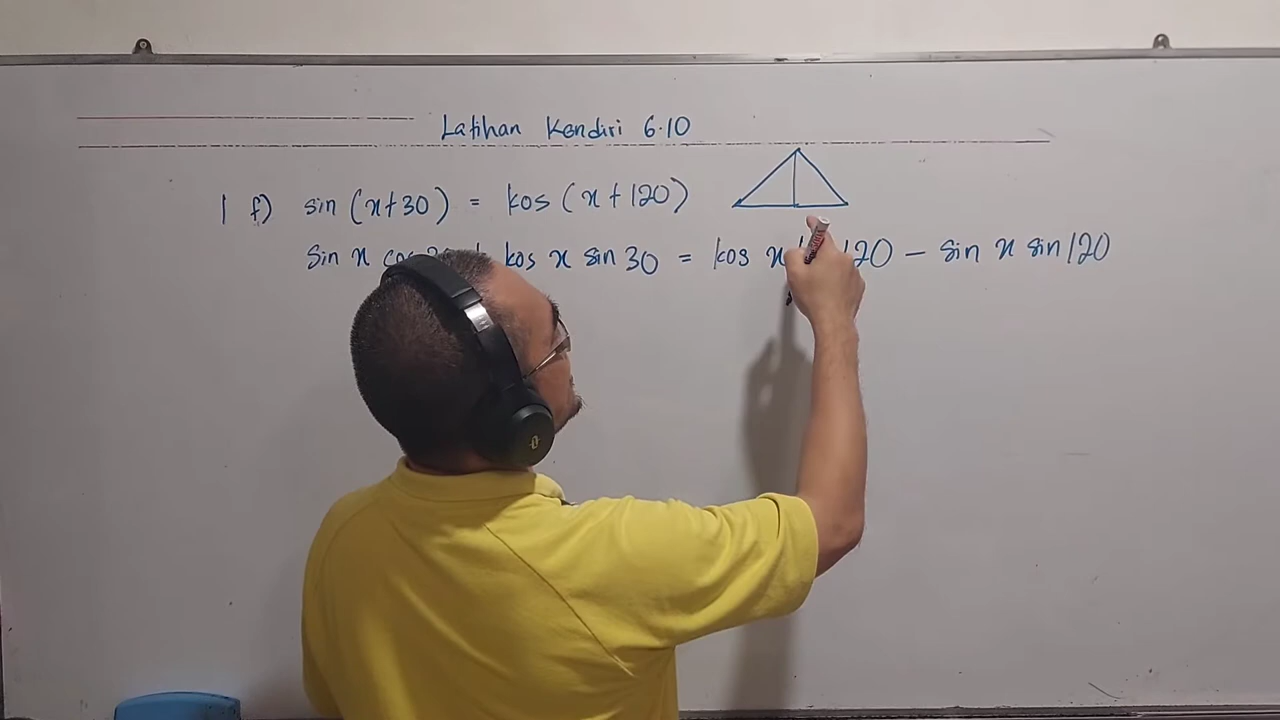 Latihan Kendiri 6.10
1 f) sin (x+30) = kos (x+120)
sin x kos x sin 30 = kos x 120 – sin x sin 120